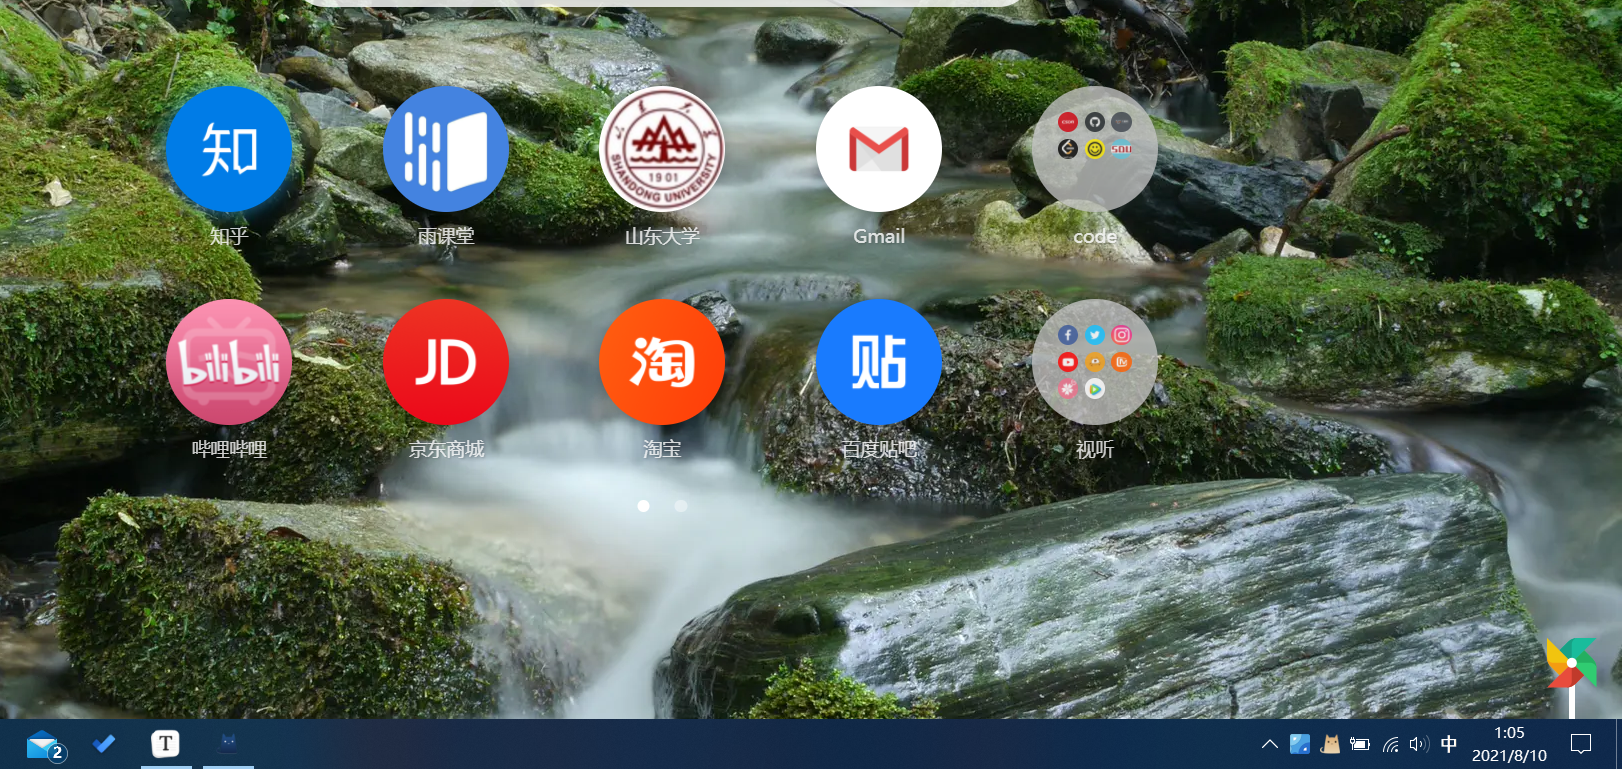 知
SHANDONG UNIVERSITY
1901
知乎
雨课堂
山东大学
Gmail
code
bilibili
JD
淘
贴
哔哩哔哩
京东商城
淘宝
百度贴吧
视听
2
T
中
1:05
2021/8/10